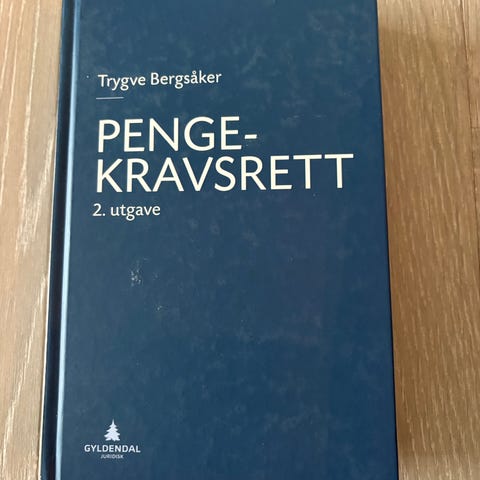 Trygve Bergsåker
PENGE-
KRAVSRETT
2. utgave
GYLDENDAL
JURIDISK